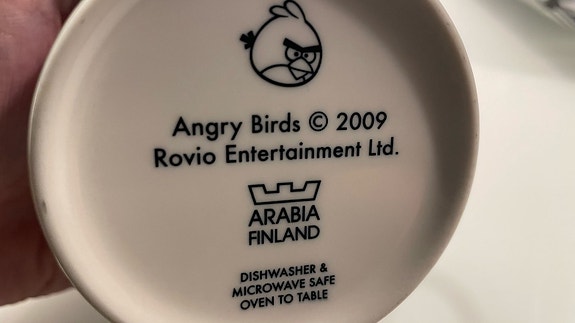 Angry Birds © 2009
Rovio Entertainment Ltd.
ARABIA
FINLAND
DISHWASHER &
MICROWAVE SAFE
OVEN TO TABLE